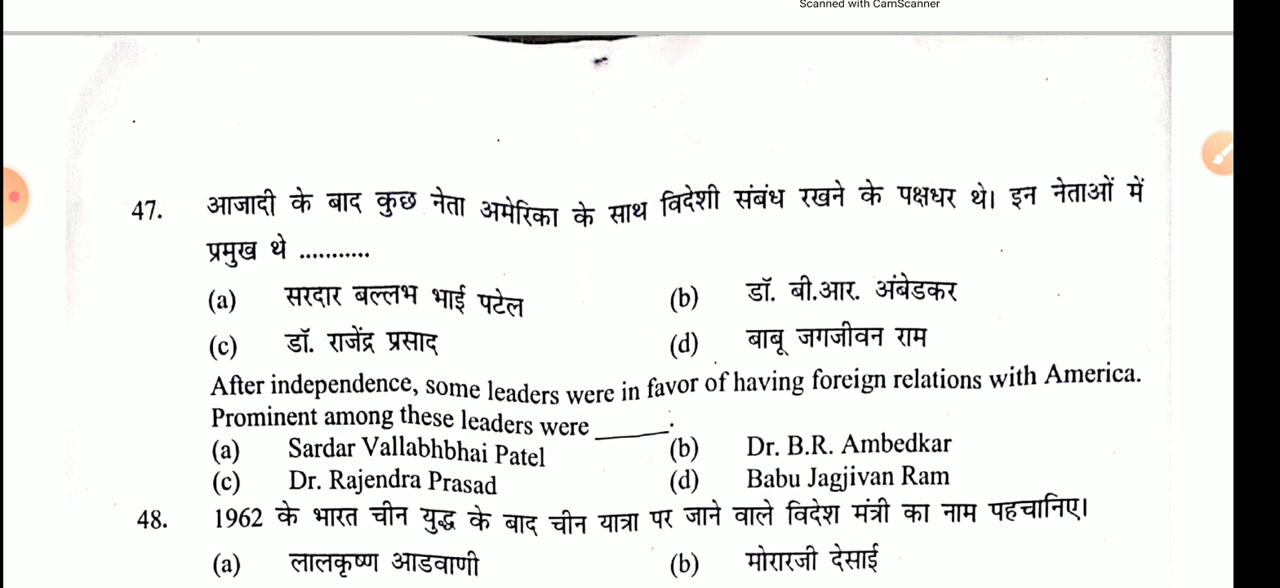 Scanned with CamScanner
47. आजादी के बाद कुछ नेता अमेरिका के साथ विदेशी संबंध रखने के पक्षधर थे। इन नेताओं में
प्रमुख थे ...........
(a) सरदार बल्लभ भाई पटेल (b) डॉ. बी.आर. अंबेडकर
(c) डॉ. राजेंद्र प्रसाद (d) बाबू जगजीवन राम
After independence, some leaders were in favor of having foreign relations with America.
Prominent among these leaders were ______.
(a) Sardar Vallabhbhai Patel (b) Dr. B.R. Ambedkar
(c) Dr. Rajendra Prasad (d) Babu Jagjivan Ram
48. 1962 के भारत चीन युद्ध के बाद चीन यात्रा पर जाने वाले विदेश मंत्री का नाम पहचानिए।
(a) लालकृष्ण आडवाणी (b) मोरारजी देसाई